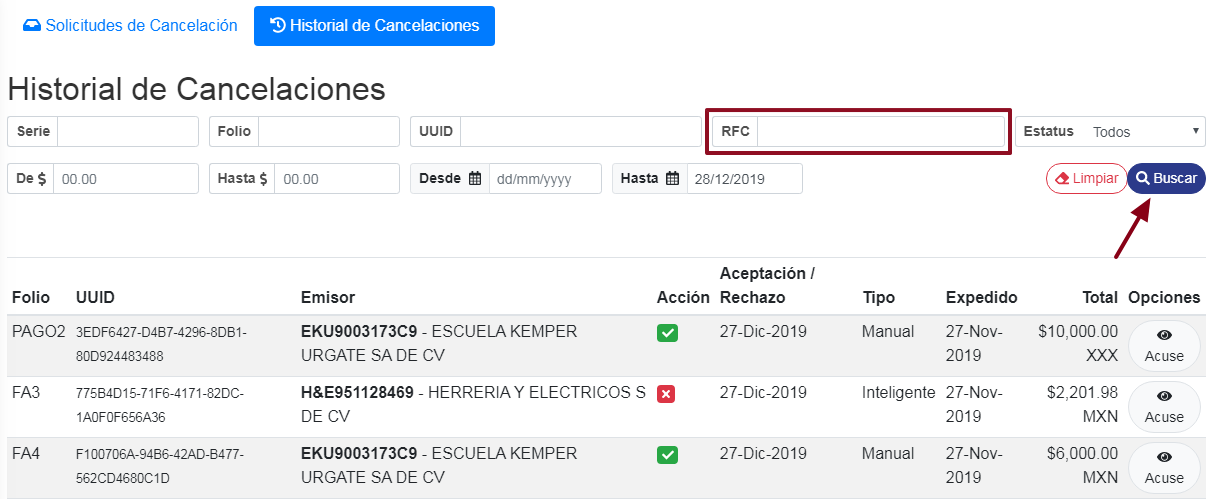 Solicitudes de Cancelación Historial de Cancelaciones
Historial de Cancelaciones
Serie Folio UUID RFC Estatus Todos
De $ 00.00 Hasta $ 00.00 Desde dd/mm/yyyy Hasta 28/12/2019 Limpiar Buscar
Aceptación /
Folio UUID Emisor Acción Rechazo Tipo Expedido Total Opciones
PAGO2 3EDF6427-D4B7-4296-8DB1- EKU9003173C9 - ESCUELA KEMPER 27-Dic-2019 Manual 27-Nov- $10,000.00
80D924483488 URGATE SA DE CV 2019 XXX Acuse
FA3 775B4D15-71F6-4171-82DC- H&E951128469 - HERRERIA Y ELECTRICOS S 27-Dic-2019 Inteligente 27-Nov- $2,201.98
1A0F0F656A36 DE CV 2019 MXN Acuse
FA4 F100706A-94B6-42AD-B477- EKU9003173C9 - ESCUELA KEMPER 27-Dic-2019 Manual 27-Nov- $6,000.00
562CD4680C1D URGATE SA DE CV 2019 MXN Acuse